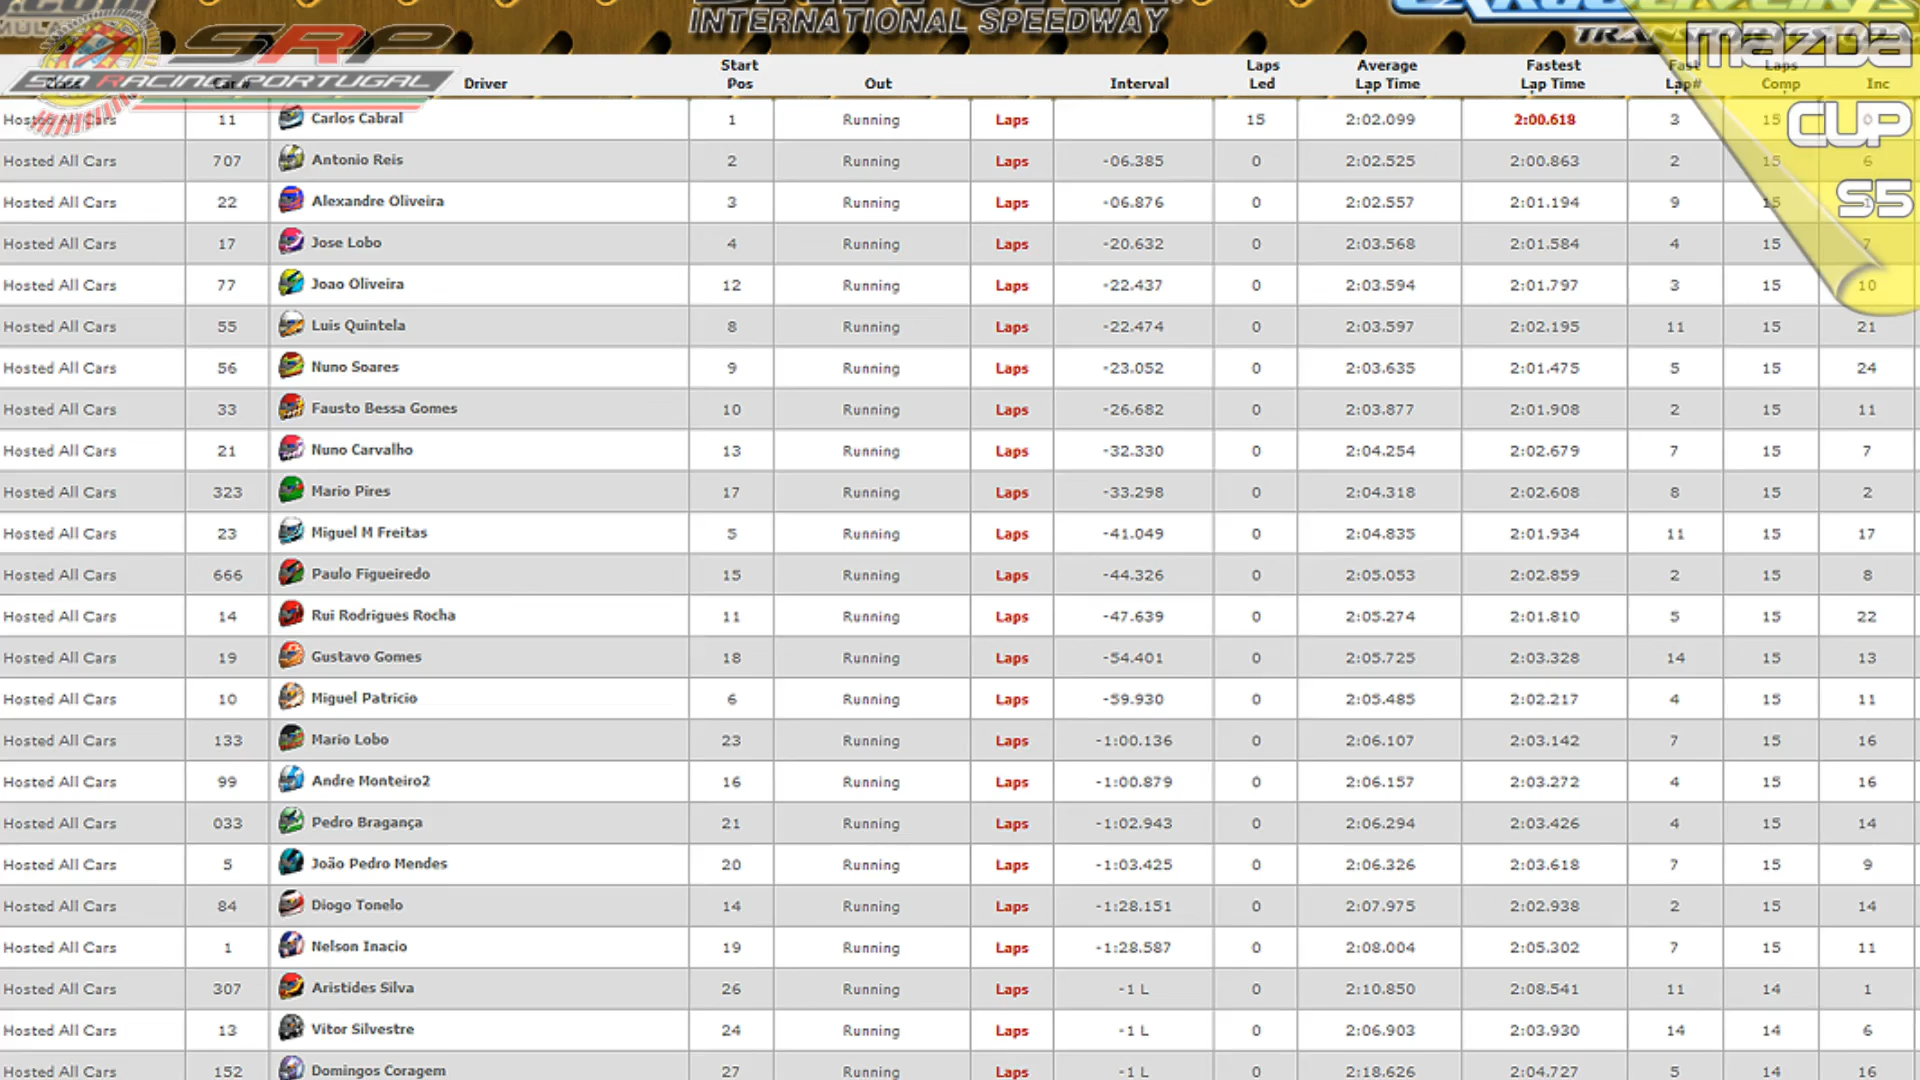 INTERNATIONAL SPEEDWAY
SRP
SIM RACING PORTUGAL
MAZDA
CUP
S5
Car # Driver Start Pos Out Interval Laps Led Average Lap Time Fastest Lap Time Fast Lap# Laps Comp Inc
Hosted All Cars 11 Carlos Cabral 1 Running Laps 15 2:02.099 2:00.618 3 15 0
Hosted All Cars 707 Antonio Reis 2 Running Laps -06.385 0 2:02.525 2:00.863 2 15 6
Hosted All Cars 22 Alexandre Oliveira 3 Running Laps -06.876 0 2:02.557 2:01.194 9 15
Hosted All Cars 17 Jose Lobo 4 Running Laps -20.632 0 2:03.568 2:01.584 4 15 7
Hosted All Cars 77 Joao Oliveira 12 Running Laps -22.437 0 2:03.594 2:01.797 3 15 10
Hosted All Cars 55 Luis Quintela 8 Running Laps -22.474 0 2:03.597 2:02.195 11 15 21
Hosted All Cars 56 Nuno Soares 9 Running Laps -23.052 0 2:03.635 2:01.475 5 15 24
Hosted All Cars 33 Fausto Bessa Gomes 10 Running Laps -26.682 0 2:03.877 2:01.908 2 15 11
Hosted All Cars 21 Nuno Carvalho 13 Running Laps -32.330 0 2:04.254 2:02.679 7 15 7
Hosted All Cars 323 Mario Pires 17 Running Laps -33.298 0 2:04.318 2:02.608 8 15 2
Hosted All Cars 23 Miguel M Freitas 5 Running Laps -41.049 0 2:04.835 2:01.934 11 15 17
Hosted All Cars 666 Paulo Figueiredo 15 Running Laps -44.326 0 2:05.053 2:02.859 2 15 8
Hosted All Cars 14 Rui Rodrigues Rocha 11 Running Laps -47.639 0 2:05.274 2:01.810 5 15 22
Hosted All Cars 19 Gustavo Gomes 18 Running Laps -54.401 0 2:05.725 2:03.328 14 15 13
Hosted All Cars 10 Miguel Patricio 6 Running Laps -59.930 0 2:05.485 2:02.217 4 15 11
Hosted All Cars 133 Mario Lobo 23 Running Laps -1:00.136 0 2:06.107 2:03.142 7 15 16
Hosted All Cars 99 Andre Monteiro2 16 Running Laps -1:00.879 0 2:06.157 2:03.272 4 15 16
Hosted All Cars 033 Pedro Bragança 21 Running Laps -1:02.943 0 2:06.294 2:03.426 4 15 14
Hosted All Cars 5 João Pedro Mendes 20 Running Laps -1:03.425 0 2:06.326 2:03.618 7 15 9
Hosted All Cars 84 Diogo Tonelo 14 Running Laps -1:28.151 0 2:07.975 2:02.938 2 15 14
Hosted All Cars 1 Nelson Inacio 19 Running Laps -1:28.587 0 2:08.004 2:05.302 7 15 11
Hosted All Cars 307 Aristides Silva 26 Running Laps -1 L 0 2:10.850 2:08.541 11 14 1
Hosted All Cars 13 Vitor Silvestre 24 Running Laps -1 L 0 2:06.903 2:03.930 14 14 6
Hosted All Cars 152 Domingos Coragem 27 Running Laps -1 L 0 2:18.626 2:04.727 5 14 16